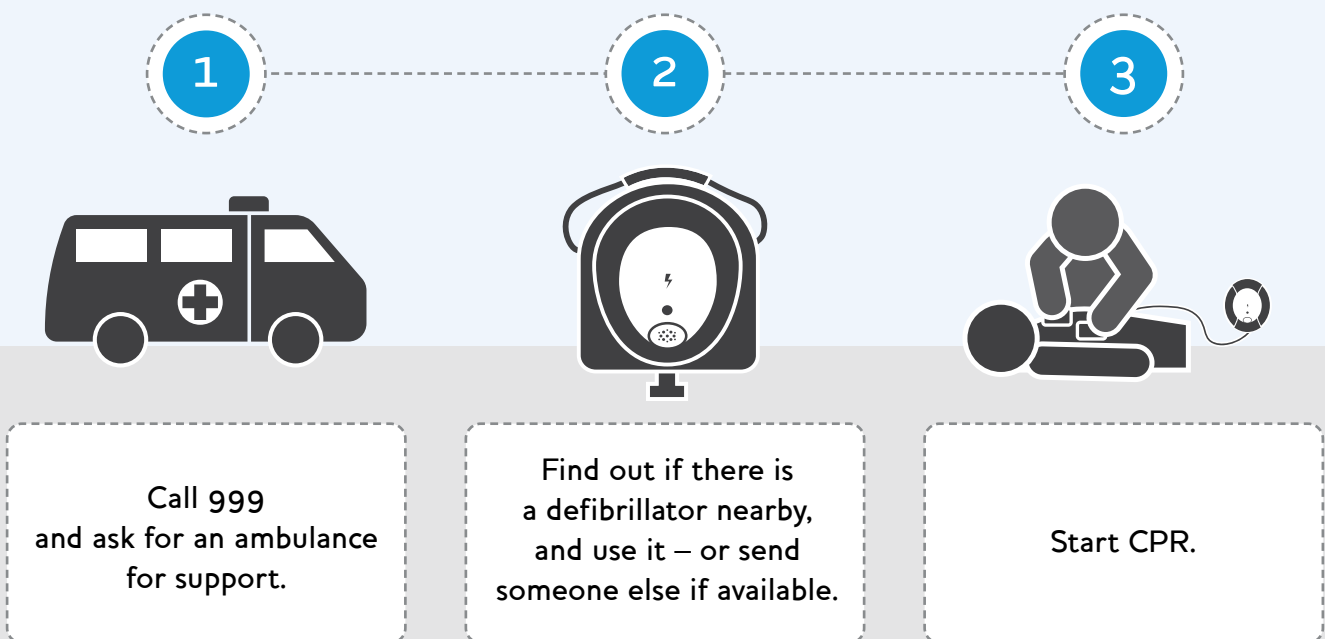 1
2
3
Call 999
and ask for an ambulance
for support.
Find out if there is
a defibrillator nearby,
and use it – or send
someone else if available.
Start CPR.